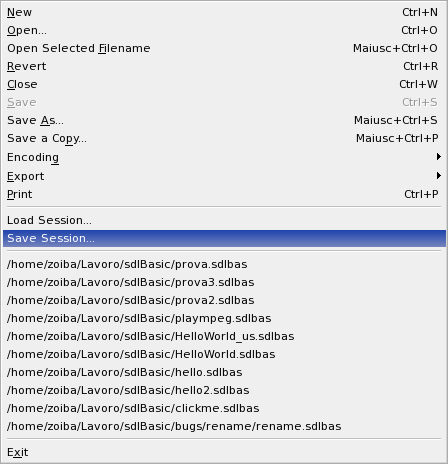 New Ctrl+N
Open... Ctrl+O
Open Selected Filename Maiusc+Ctrl+O
Revert Ctrl+R
Close Ctrl+W
Save Ctrl+S
Save As... Maiusc+Ctrl+S
Save a Copy... Maiusc+Ctrl+P
Encoding
Export
Print Ctrl+P
Load Session...
Save Session...
/home/zoiba/Lavoro/sdlBasic/prova.sdlbas
/home/zoiba/Lavoro/sdlBasic/prova3.sdlbas
/home/zoiba/Lavoro/sdlBasic/prova2.sdlbas
/home/zoiba/Lavoro/sdlBasic/plaympeg.sdlbas
/home/zoiba/Lavoro/sdlBasic/HelloWorld_us.sdlbas
/home/zoiba/Lavoro/sdlBasic/HelloWorld.sdlbas
/home/zoiba/Lavoro/sdlBasic/hello.sdlbas
/home/zoiba/Lavoro/sdlBasic/hello2.sdlbas
/home/zoiba/Lavoro/sdlBasic/clickme.sdlbas
/home/zoiba/Lavoro/sdlBasic/bugs/rename/rename.sdlbas
Exit